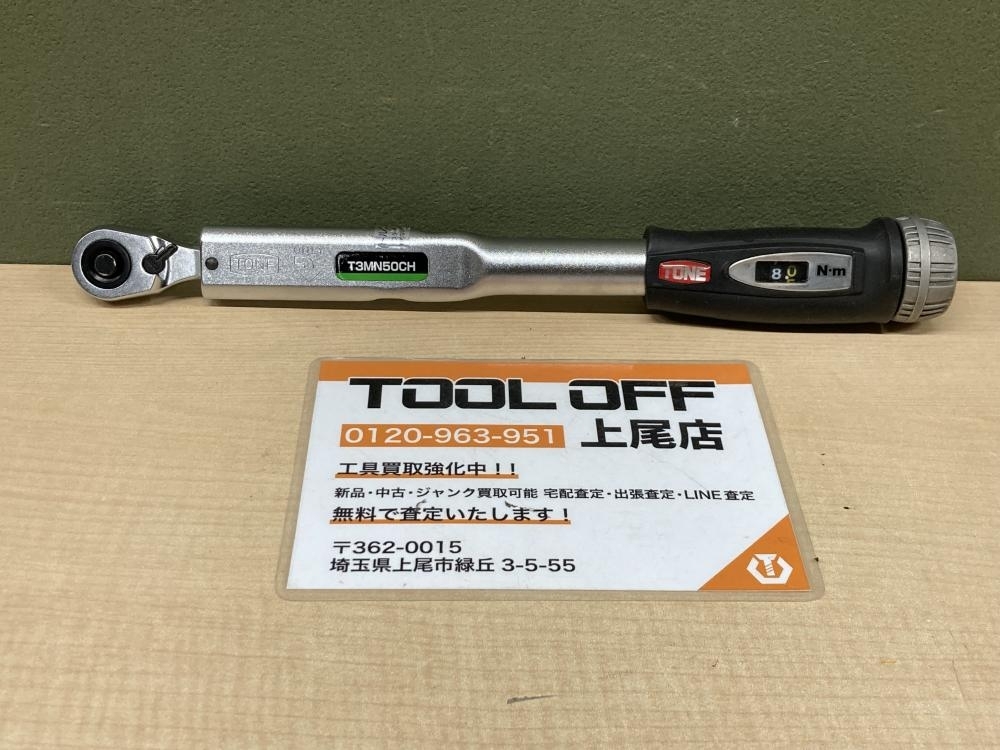 TONE
T3MN50CH
TONE
8
N·m
TOOL OFF
0120-963-951 上尾店
工具買取強化中!!
新品・中古・ジャンク買取可能 宅配査定・出張査定・LINE査定
無料で査定いたします!
〒362-0015
埼玉県上尾市緑丘 3-5-55